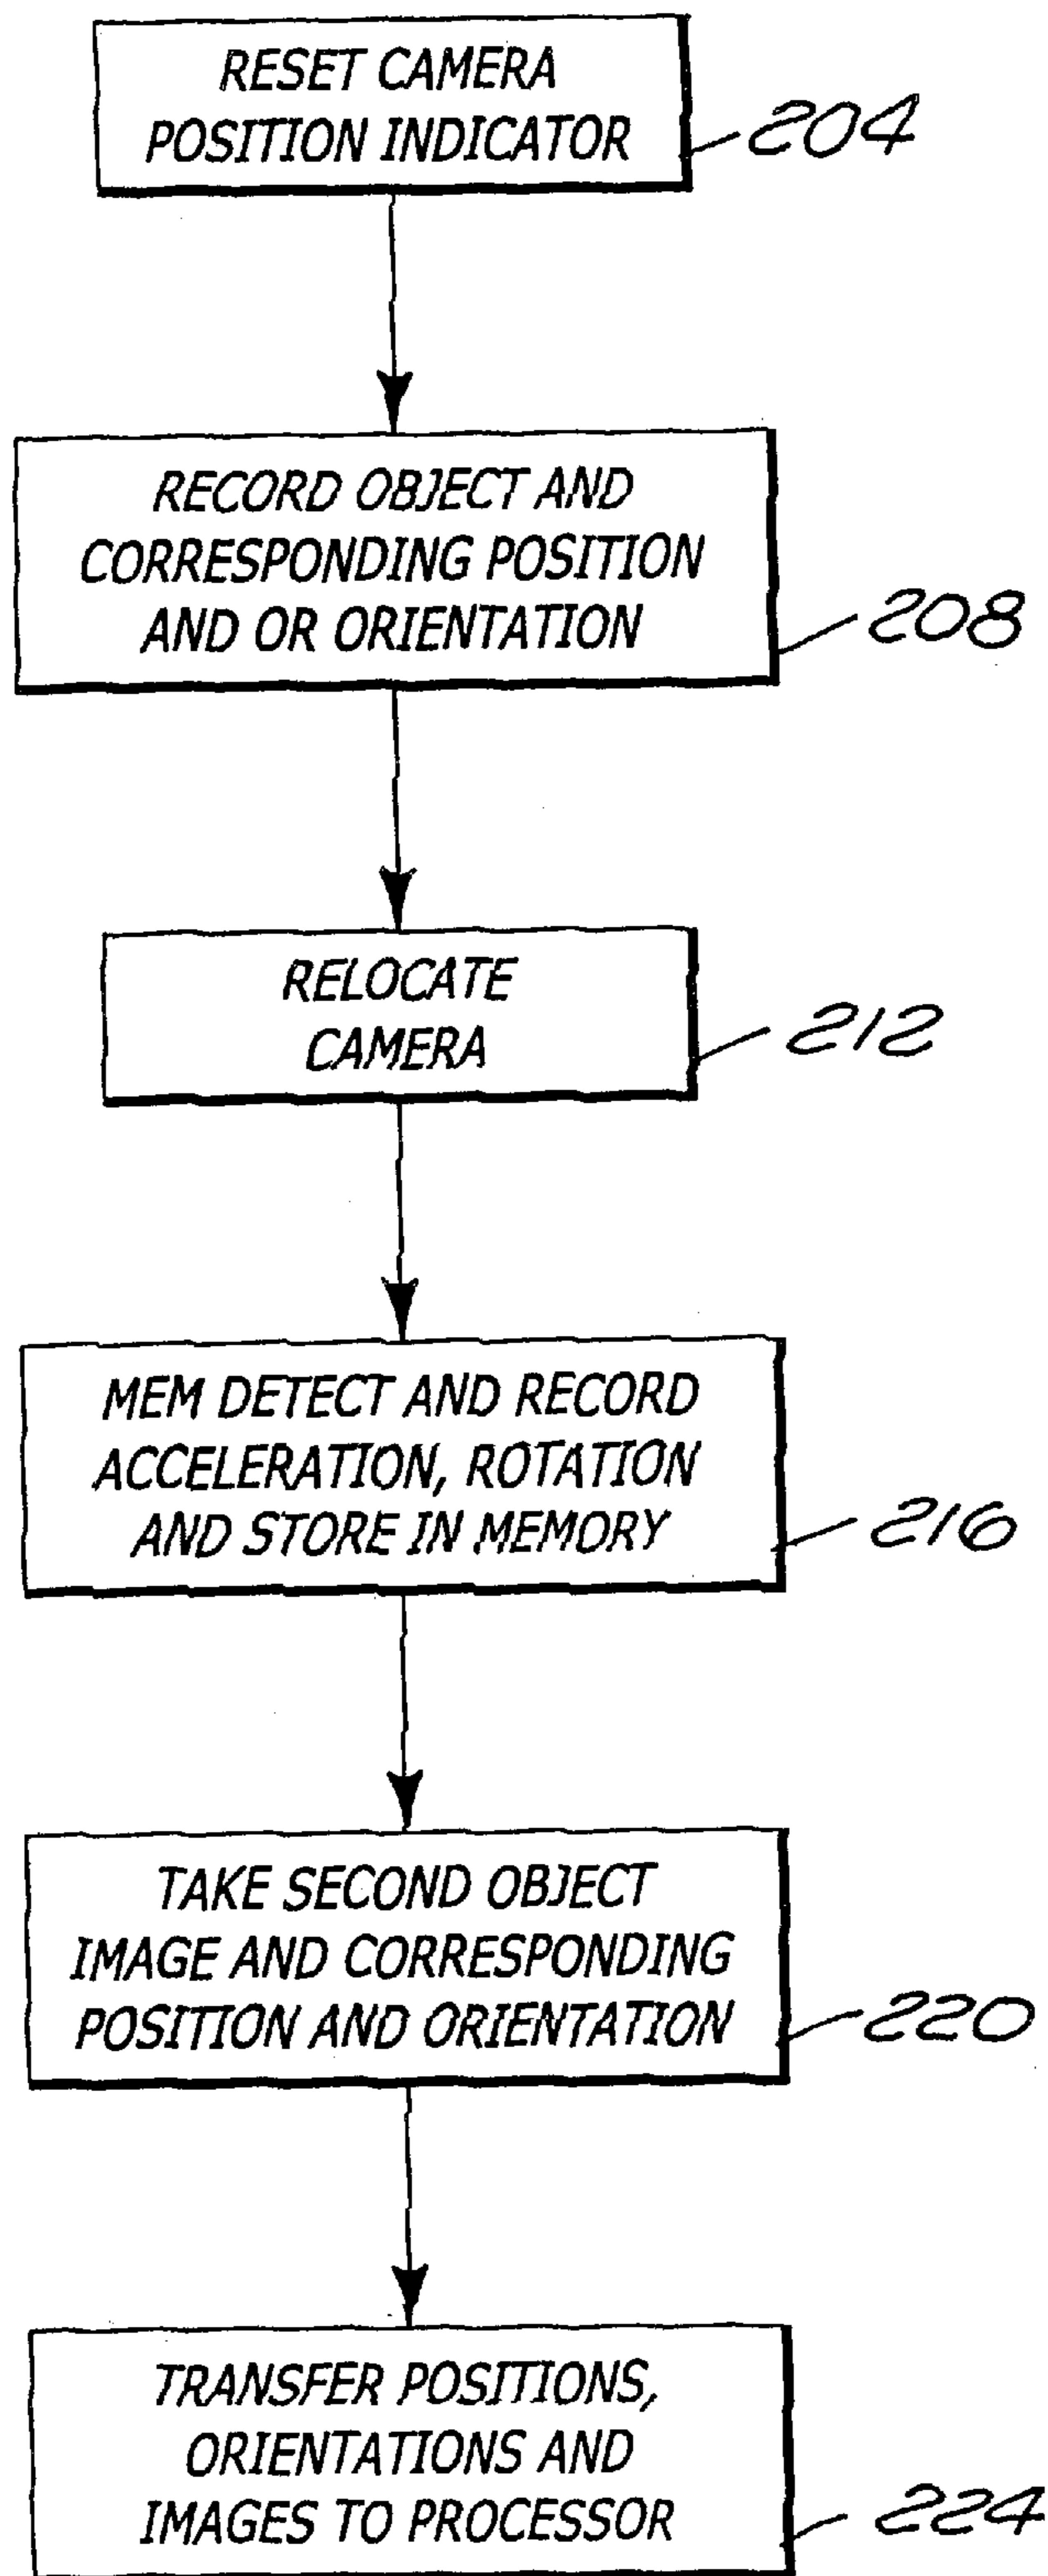 RESET CAMERA
POSITION INDICATOR
204
RECORD OBJECT AND
CORRESPONDING POSITION
AND OR ORIENTATION
208
RELOCATE
CAMERA
212
MEM DETECT AND RECORD
ACCELERATION, ROTATION
AND STORE IN MEMORY
216
TAKE SECOND OBJECT
IMAGE AND CORRESPONDING
POSITION AND ORIENTATION
220
TRANSFER POSITIONS,
ORIENTATIONS AND
IMAGES TO PROCESSOR
224